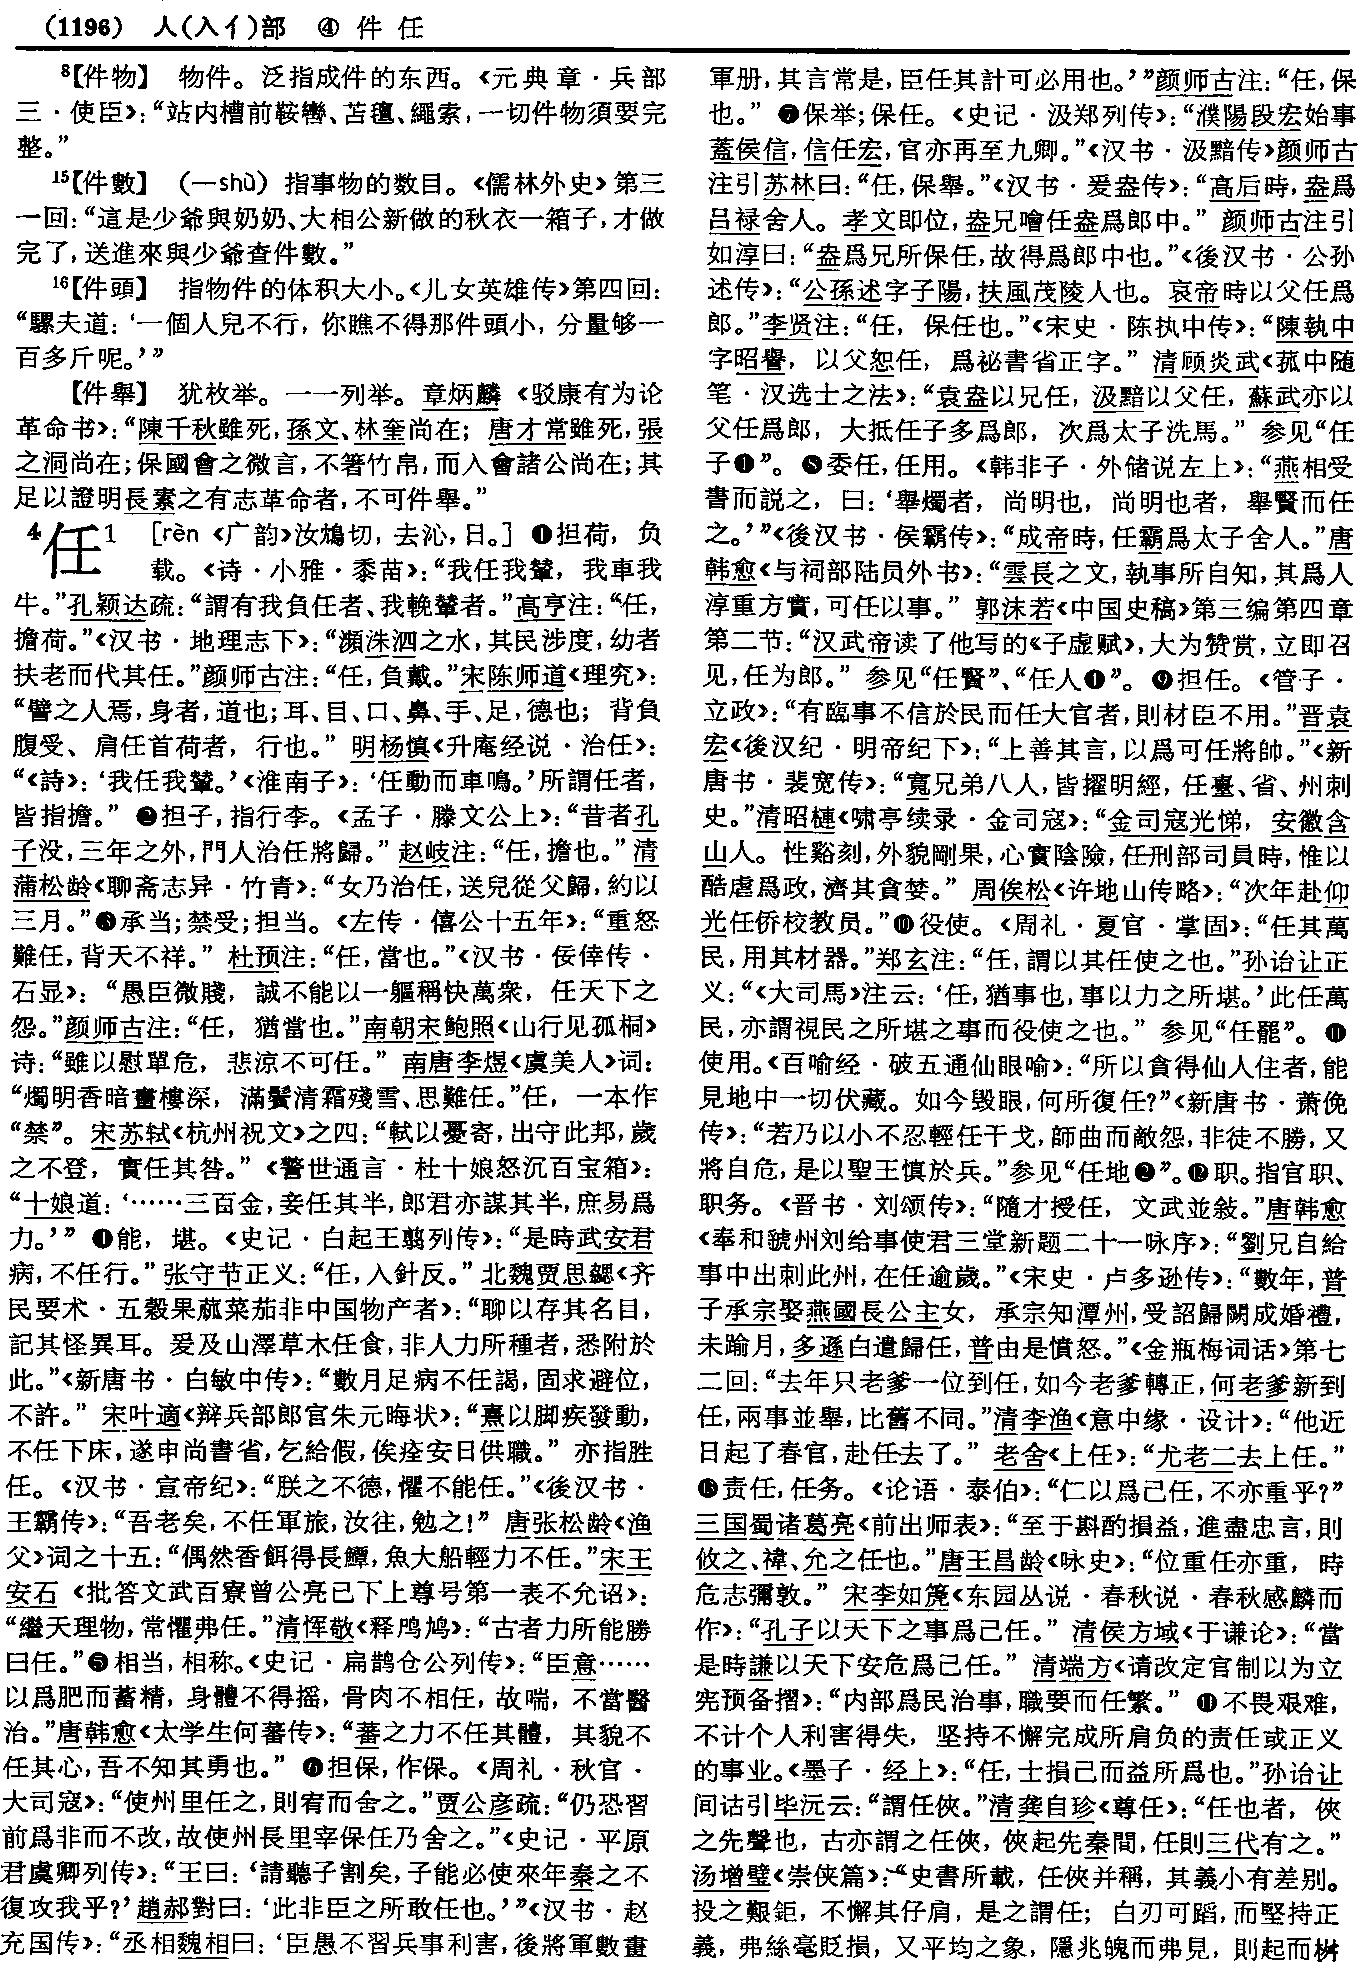 (1196) 人(入亻)部 ④ 件 任
⁸【件物】 物件。泛指成件的东西。《元典章·兵部
三·使臣》：“站内槽前鞍轡、苫氊、繩索，一切件物須要完
整。”
¹⁵【件數】 （—shù）指事物的数目。《儒林外史》第三
一回：“這是少爺與奶奶、大相公新做的秋衣一箱子，才做
完了，送進來與少爺查件數。”
¹⁶【件頭】 指物件的体积大小。《儿女英雄传》第四回：
“騾夫道：‘一個人兒不行，你瞧不得那件頭小，分量够一
百多斤呢。’”
【件舉】 犹枚举。一一列举。章炳麟《驳康有为论
革命书》：“陳千秋雖死，孫文、林奎尚在；唐才常雖死，張
之洞尚在；保國會之微言，不箸竹帛，而入會諸公尚在；其
足以證明長素之有志革命者，不可件舉。”
⁴任1 ［rèn《广韵》汝鴆切，去沁，日。］ ❶担荷，负
载。《诗·小雅·黍苗》：“我任我輦，我車我
牛。”孔颖达疏：“謂有我負任者、我輓輦者。”高亨注：“任，
擔荷。”《汉书·地理志下》：“瀕洙泗之水，其民涉度，幼者
扶老而代其任。”颜师古注：“任，負戴。”宋陈师道《理究》：
“譬之人焉，身者，道也；耳、目、口、鼻、手、足，德也；背負
腹受、肩任首荷者，行也。”明杨慎《升庵经说·治任》：
“《詩》：‘我任我輦。’《淮南子》：‘任動而車鳴。’所謂任者，
皆指擔。” ❷担子，指行李。《孟子·滕文公上》：“昔者孔
子没，三年之外，門人治任將歸。”赵岐注：“任，擔也。”清
蒲松龄《聊斋志异·竹青》：“女乃治任，送兒從父歸，約以
三月。”❸承当；禁受；担当。《左传·僖公十五年》：“重怒
難任，背天不祥。”杜预注：“任，當也。”《汉书·佞倖传·
石显》：“愚臣微賤，誠不能以一軀稱快萬衆，任天下之
怨。”颜师古注：“任，猶當也。”南朝宋鲍照《山行见孤桐》
诗：“雖以慰單危，悲涼不可任。”南唐李煜《虞美人》词：
“燭明香暗畫樓深，滿鬢清霜殘雪、思難任。”任，一本作
“禁”。宋苏轼《杭州祝文》之四：“軾以憂寄，出守此邦，歲
之不登，實任其咎。”《警世通言·杜十娘怒沉百宝箱》：
“十娘道：‘……三百金，妾任其半，郎君亦謀其半，庶易爲
力。’” ❹能，堪。《史记·白起王翦列传》：“是時武安君
病，不任行。”张守节正义：“任，入針反。”北魏贾思勰《齐
民要术·五穀果蓏菜茄非中国物产者》：“聊以存其名目，
記其怪異耳。爰及山澤草木任食，非人力所種者，悉附於
此。”《新唐书·白敏中传》：“數月足病不任謁，固求避位，
不許。”宋叶適《辩兵部郎官朱元晦状》：“熹以脚疾發動，
不任下床，遂申尚書省，乞給假，俟痊安日供職。”亦指胜
任。《汉书·宣帝纪》：“朕之不德，懼不能任。”《後汉书·
王霸传》：“吾老矣，不任軍旅，汝往，勉之！”唐张松龄《渔
父》词之十五：“偶然香餌得長鱏，魚大船輕力不任。”宋王
安石《批答文武百寮曾公亮已下上尊号第一表不允诏》：
“繼天理物，常懼弗任。”清恽敬《释鸤鸠》：“古者力所能勝
曰任。”❺相当，相称。《史记·扁鹊仓公列传》：“臣意……
以爲肥而蓄精，身體不得摇，骨肉不相任，故喘，不當醫
治。”唐韩愈《太学生何蕃传》：“蕃之力不任其體，其貌不
任其心，吾不知其勇也。” ❻担保，作保。《周礼·秋官·
大司寇》：“使州里任之，則宥而舍之。”贾公彦疏：“仍恐習
前爲非而不改，故使州長里宰保任乃舍之。”《史记·平原
君虞卿列传》：“王曰：‘請聽子割矣，子能必使來年秦之不
復攻我乎？’趙郝對曰：‘此非臣之所敢任也。’”《汉书·赵
充国传》：“丞相魏相曰：‘臣愚不習兵事利害，後將軍數畫
軍册，其言常是，臣任其計可必用也。’”颜师古注：“任，保
也。” ❼保举；保任。《史记·汲郑列传》：“濮陽段宏始事
蓋侯信，信任宏，官亦再至九卿。”《汉书·汲黯传》颜师古
注引苏林曰：“任，保舉。”《汉书·爰盎传》：“高后時，盎爲
吕禄舍人。孝文即位，盎兄噲任盎爲郎中。”颜师古注引
如淳曰：“盎爲兄所保任，故得爲郎中也。”《後汉书·公孙
述传》：“公孫述字子陽，扶風茂陵人也。哀帝時以父任爲
郎。”李贤注：“任，保任也。”《宋史·陈执中传》：“陳執中
字昭譽，以父恕任，爲祕書省正字。”清顾炎武《菰中随
笔·汉选士之法》：“袁盎以兄任，汲黯以父任，蘇武亦以
父任爲郎，大抵任子多爲郎，次爲太子洗馬。”参见“任
子❶”。❽委任，任用。《韩非子·外储说左上》：“燕相受
書而説之，曰：‘舉燭者，尚明也，尚明也者，舉賢而任
之。’”《後汉书·侯霸传》：“成帝時，任霸爲太子舍人。”唐
韩愈《与祠部陆员外书》：“雲長之文，執事所自知，其爲人
淳重方實，可任以事。”郭沫若《中国史稿》第三编第四章
第二节：“汉武帝读了他写的《子虚赋》，大为赞赏，立即召
见，任为郎。”参见“任賢”、“任人❶”。❾担任。《管子·
立政》：“有臨事不信於民而任大官者，則材臣不用。”晋袁
宏《後汉纪·明帝纪下》：“上善其言，以爲可任將帥。”《新
唐书·裴宽传》：“寬兄弟八人，皆擢明經，任臺、省、州刺
史。”清昭槤《啸亭续录·金司寇》：“金司寇光悌，安徽含
山人。性谿刻，外貌剛果，心實陰險，任刑部司員時，惟以
酷虐爲政，濟其貪婪。”周俟松《许地山传略》：“次年赴仰
光任侨校教员。”❿役使。《周礼·夏官·掌固》：“任其萬
民，用其材器。”郑玄注：“任，謂以其任使之也。”孙诒让正
义：“《大司馬》注云：‘任，猶事也，事以力之所堪。’此任萬
民，亦謂視民之所堪之事而役使之也。”参见“任罷”。⓫
使用。《百喻经·破五通仙眼喻》：“所以貪得仙人住者，能
見地中一切伏藏。如今毁眼，何所復任？”《新唐书·萧俛
传》：“若乃以小不忍輕任干戈，師曲而敵怨，非徒不勝，又
將自危，是以聖王慎於兵。”参见“任地❷”。⓬职。指官职、
职务。《晋书·刘颂传》：“隨才授任，文武並敍。”唐韩愈
《奉和虢州刘给事使君三堂新题二十一咏序》：“劉兄自給
事中出刺此州，在任逾歲。”《宋史·卢多逊传》：“數年，普
子承宗娶燕國長公主女，承宗知潭州，受詔歸闕成婚禮，
未踰月，多遜白遣歸任，普由是憤怒。”《金瓶梅词话》第七
二回：“去年只老爹一位到任，如今老爹轉正，何老爹新到
任，兩事並舉，比舊不同。”清李渔《意中缘·设计》：“他近
日起了春官，赴任去了。”老舍《上任》：“尤老二去上任。”
⓭责任，任务。《论语·泰伯》：“仁以爲己任，不亦重乎？”
三国蜀诸葛亮《前出师表》：“至于斟酌損益，進盡忠言，則
攸之、禕、允之任也。”唐王昌龄《咏史》：“位重任亦重，時
危志彌敦。”宋李如箎《东园丛说·春秋说·春秋感麟而
作》：“孔子以天下之事爲己任。”清侯方域《于谦论》：“當
是時謙以天下安危爲己任。”清端方《请改定官制以为立
宪预备摺》：“内部爲民治事，職要而任繁。” ⓮不畏艰难，
不计个人利害得失，坚持不懈完成所肩负的责任或正义
的事业。《墨子·经上》：“任，士損己而益所爲也。”孙诒让
间诂引毕沅云：“謂任俠。”清龚自珍《尊任》：“任也者，俠
之先聲也，古亦謂之任俠，俠起先秦間，任則三代有之。”
汤增璧《崇侠篇》：“史書所載，任俠并稱，其義小有差别。
投之艱鉅，不懈其仔肩，是之謂任；白刃可蹈，而堅持正
義，弗絲毫貶損，又平均之象，隱兆魄而弗見，則起而樹